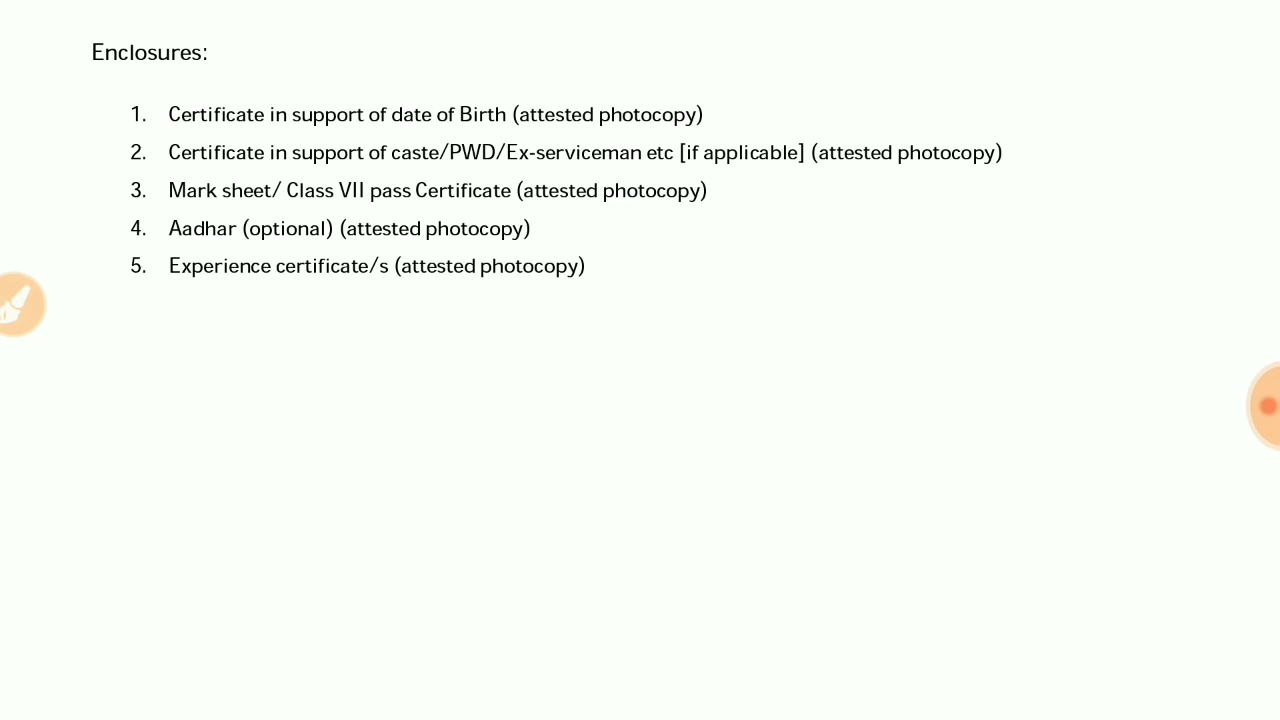 Enclosures:
1. Certificate in support of date of Birth (attested photocopy)
2. Certificate in support of caste/PWD/Ex-serviceman etc [if applicable] (attested photocopy)
3. Mark sheet/ Class VII pass Certificate (attested photocopy)
4. Aadhar (optional) (attested photocopy)
5. Experience certificate/s (attested photocopy)